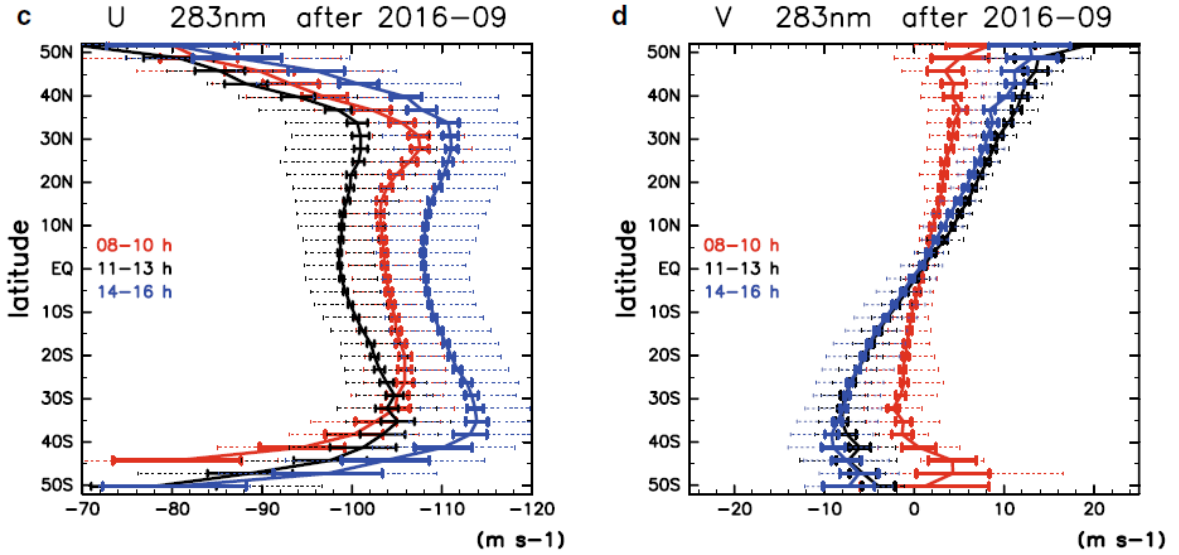 c U 283nm after 2016−09
50N
40N
30N
20N
10N
EQ
10S
20S
30S
40S
50S
latitude
08−10 h
11−13 h
14−16 h
−70 −80 −90 −100 −110 −120
(m s−1)
d V 283nm after 2016−09
50N
40N
30N
20N
10N
EQ
10S
20S
30S
40S
50S
latitude
08−10 h
11−13 h
14−16 h
−20 −10 0 10 20
(m s−1)